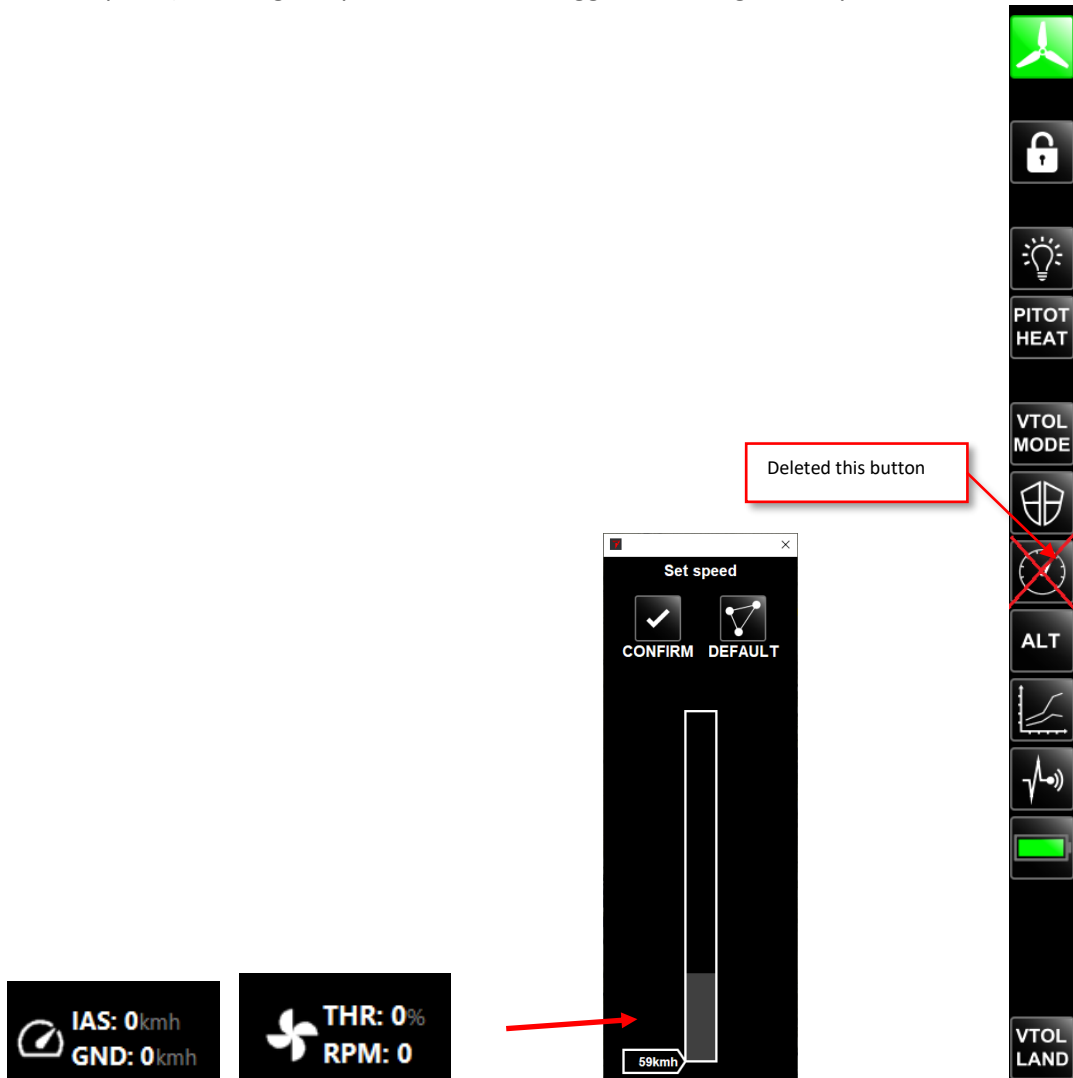 PITOT
HEAT
VTOL
MODE
Deleted this button
Set speed
CONFIRM DEFAULT
ALT
IAS: 0kmh
GND: 0kmh
THR: 0%
RPM: 0
59kmh
VTOL
LAND